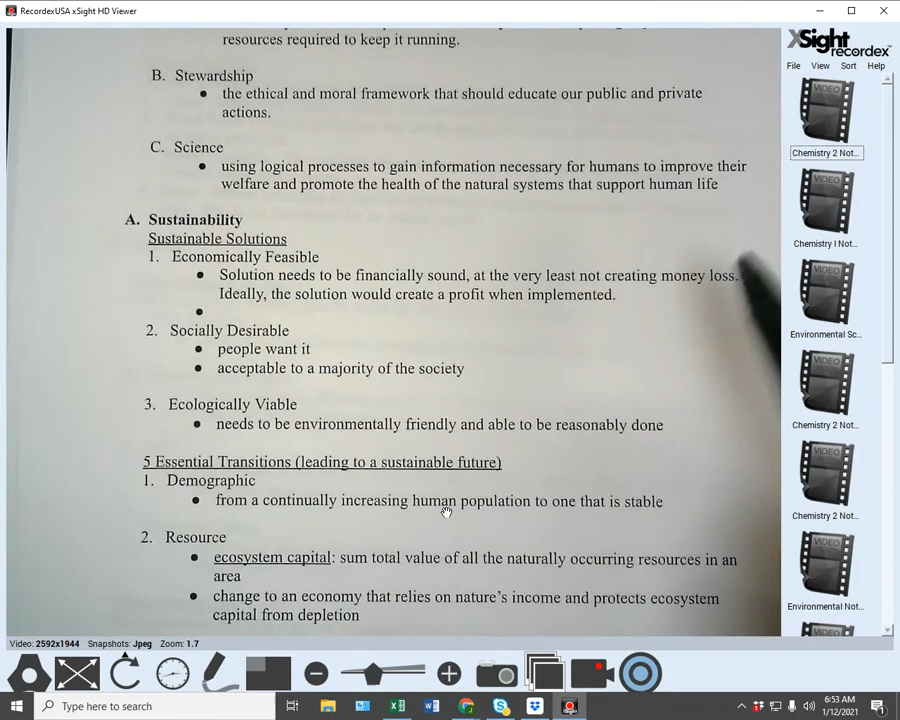 RecordexUSA xSight HD Viewer
resources required to keep it running.
B. Stewardship
• the ethical and moral framework that should educate our public and private
actions.
C. Science
• using logical processes to gain information necessary for humans to improve their
welfare and promote the health of the natural systems that support human life
A. Sustainability
Sustainable Solutions
1. Economically Feasible
• Solution needs to be financially sound, at the very least not creating money loss.
Ideally, the solution would create a profit when implemented.
•
2. Socially Desirable
• people want it
• acceptable to a majority of the society
3. Ecologically Viable
• needs to be environmentally friendly and able to be reasonably done
5 Essential Transitions (leading to a sustainable future)
1. Demographic
• from a continually increasing human population to one that is stable
2. Resource
• ecosystem capital: sum total value of all the naturally occurring resources in an
area
• change to an economy that relies on nature's income and protects ecosystem
capital from depletion
XSight
recordex
File View Sort Help
VIDEO
Chemistry 2 Not...
VIDEO
Chemistry I Not...
VIDEO
Environmental Sc...
VIDEO
Chemistry 2 Not...
VIDEO
Chemistry 2 Not...
VIDEO
Environmental Not...
VIDEO
Video: 2592x1944 Snapshots: Jpeg Zoom: 1.7
Type here to search
6:53 AM
1/12/2021
1